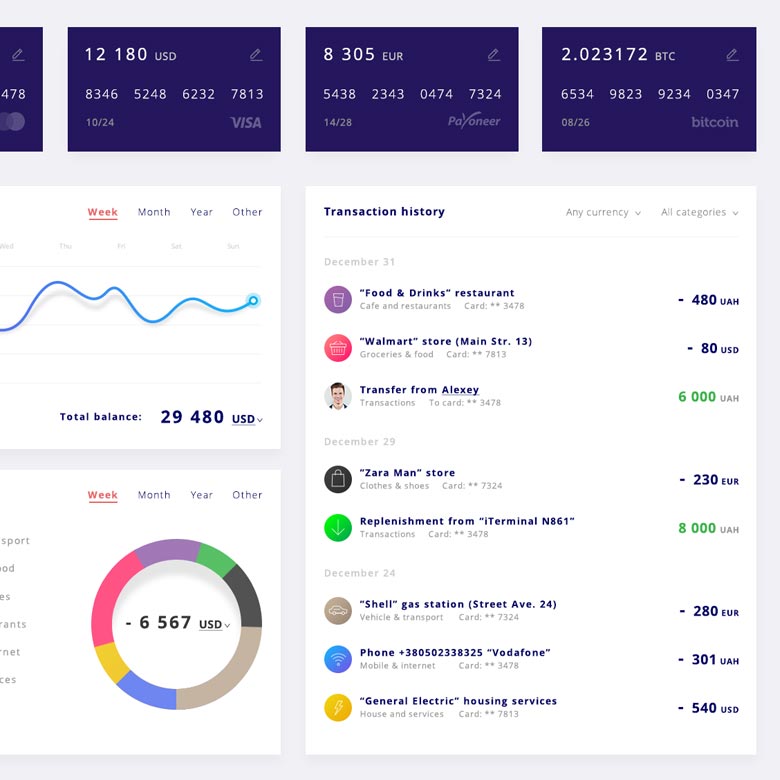 478
12 180 USD
8346 5248 6232 7813
10/24 VISA
8 305 EUR
5438 2343 0474 7324
14/28 Payoneer
2.023172 BTC
6534 9823 9234 0347
08/26 bitcoin
Week Month Year Other
Wed Thu Fri Sat Sun
Total balance: 29 480 USD
Week Month Year Other
- 6 567 USD
Transaction history Any currency All categories
December 31
“Food & Drinks” restaurant - 480 UAH
Cafe and restaurants Card: ** 3478
“Walmart” store (Main Str. 13) - 80 USD
Groceries & food Card: ** 7813
Transfer from Alexey 6 000 UAH
Transactions To card: ** 3478
December 29
“Zara Man” store - 230 EUR
Clothes & shoes Card: ** 7324
Replenishment from “iTerminal N861” 8 000 UAH
Transactions Card: ** 3478
December 24
“Shell” gas station (Street Ave. 24) - 280 EUR
Vehicle & transport Card: ** 7324
Phone +380502338325 “Vodafone” - 301 UAH
Mobile & internet Card: ** 3478
“General Electric” housing services - 540 USD
House and services Card: ** 7813